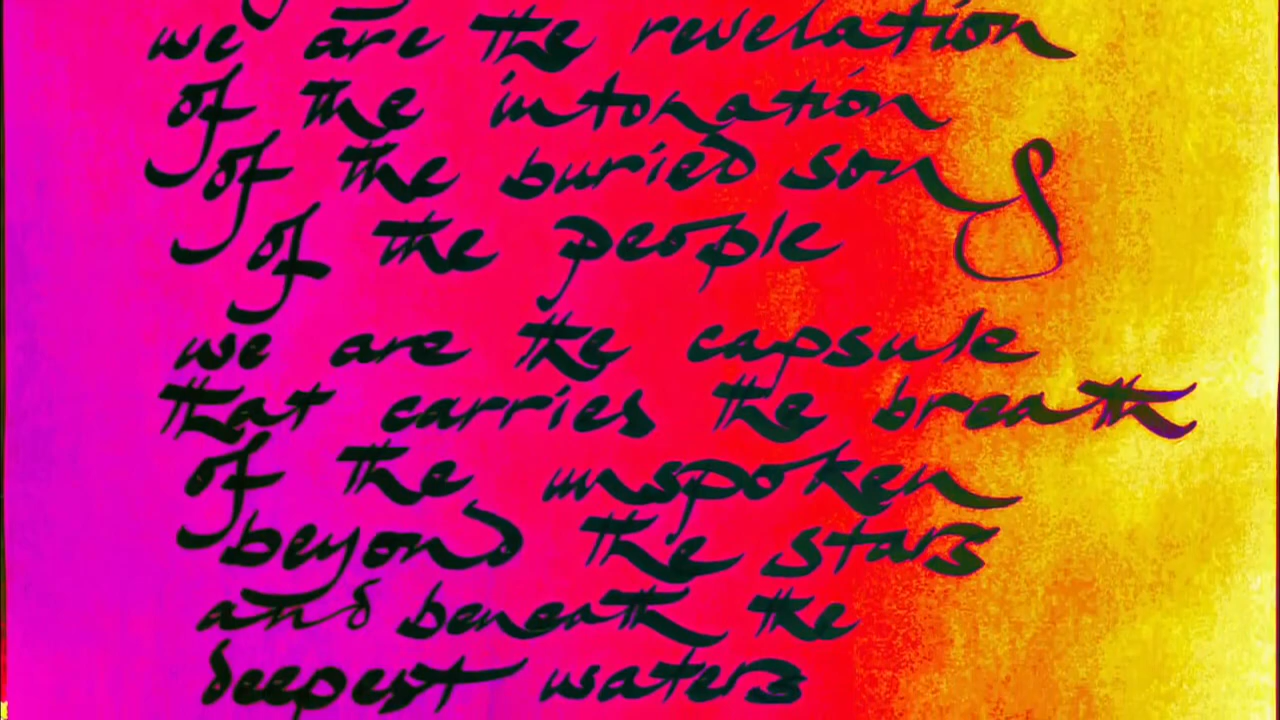 we are the revelation
of the intonation
of the buried song
of the people
we are the capsule
that carries the breath
of the unspoken
beyond the stars
and beneath the
deepest waters